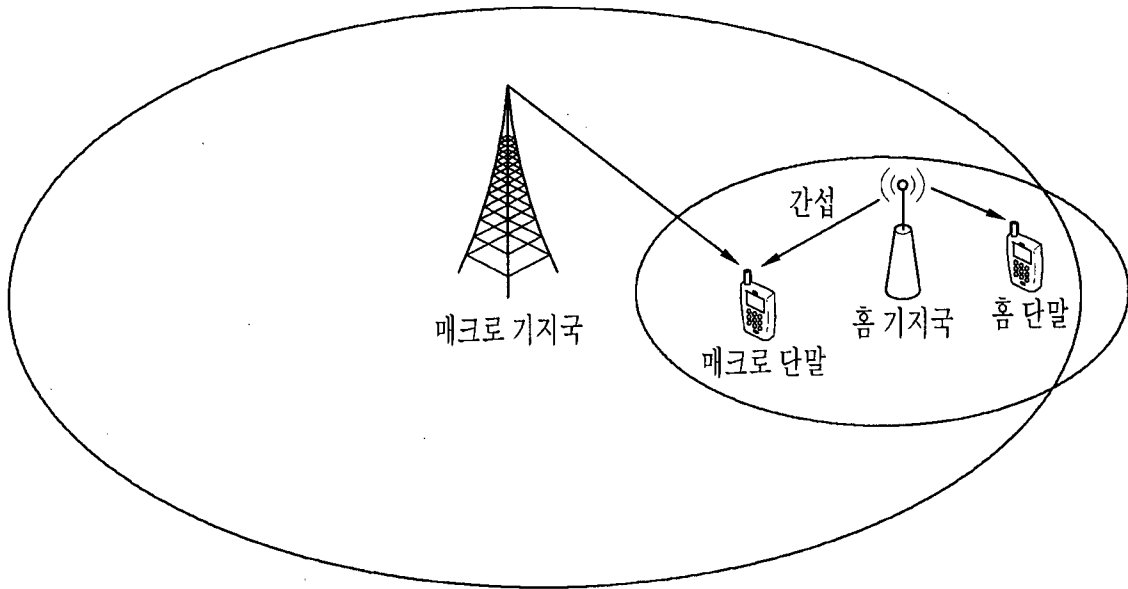 간섭
매크로 기지국
매크로 단말
홈 기지국
홈 단말